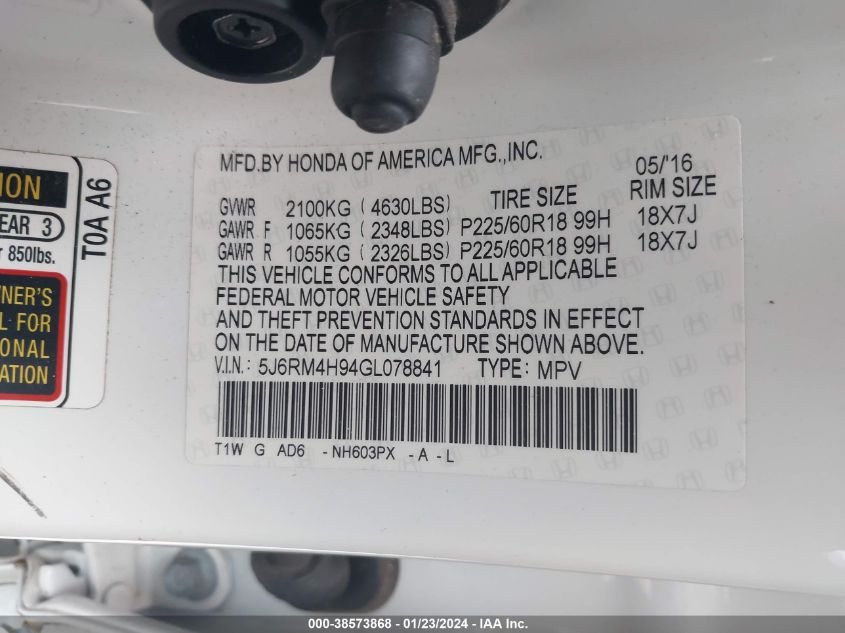 MFD.BY HONDA OF AMERICA MFG.,INC. 05/'16
TIRE SIZE RIM SIZE
GVWR 2100KG ( 4630LBS)
GAWR F 1065KG ( 2348LBS) P225/60R18 99H 18X7J
GAWR R 1055KG ( 2326LBS) P225/60R18 99H 18X7J
THIS VEHICLE CONFORMS TO ALL APPLICABLE
FEDERAL MOTOR VEHICLE SAFETY
AND THEFT PREVENTION STANDARDS IN EFFECT
ON THE DATE OF MANUFACTURE SHOWN ABOVE.
V.I.N.: 5J6RM4H94GL078841 TYPE: MPV
T1W G AD6 -NH603PX -A -L
EAR 3
850lbs.
NER'S
FOR
ONAL
ATION
T0A A6
000-38573868 - 01/23/2024 - IAA Inc.